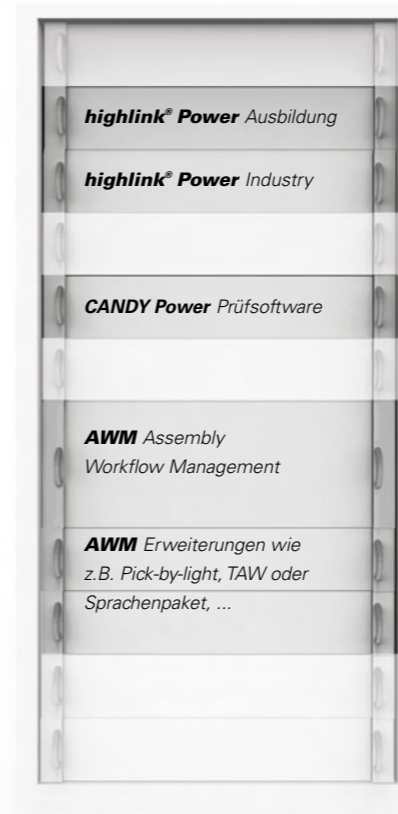 highlink® Power Ausbildung
highlink® Power Industry
CANDY Power Prüfsoftware
AWM Assembly
Workflow Management
AWM Erweiterungen wie
z.B. Pick-by-light, TAW oder
Sprachenpaket, ...